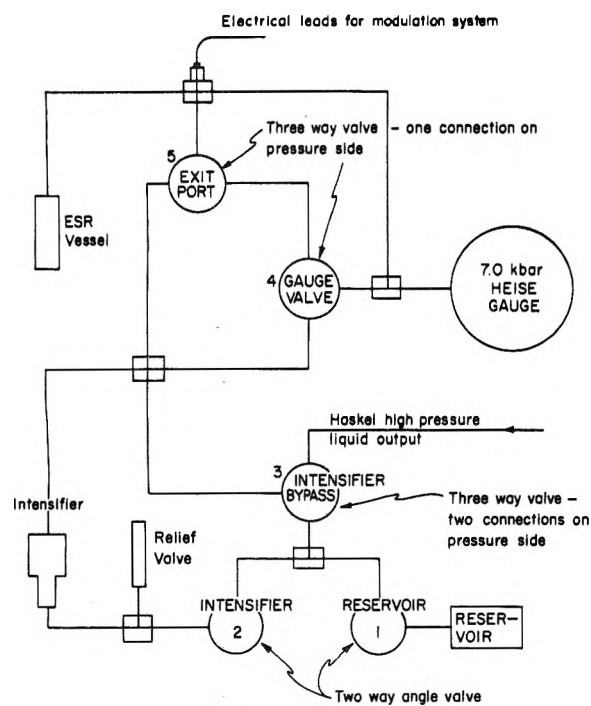 Electrical leads for modulation system
Three way valve – one connection on
pressure side
5
EXIT
PORT
ESR
Vessel
4
GAUGE
VALVE
7.0 kbar
HEISE
GAUGE
Haskel high pressure
liquid output
3
INTENSIFIER
BYPASS
Intensifier
Relief
Valve
Three way valve –
two connections on
pressure side
INTENSIFIER
2
RESERVOIR
1
RESER-
VOIR
Two way angle valve